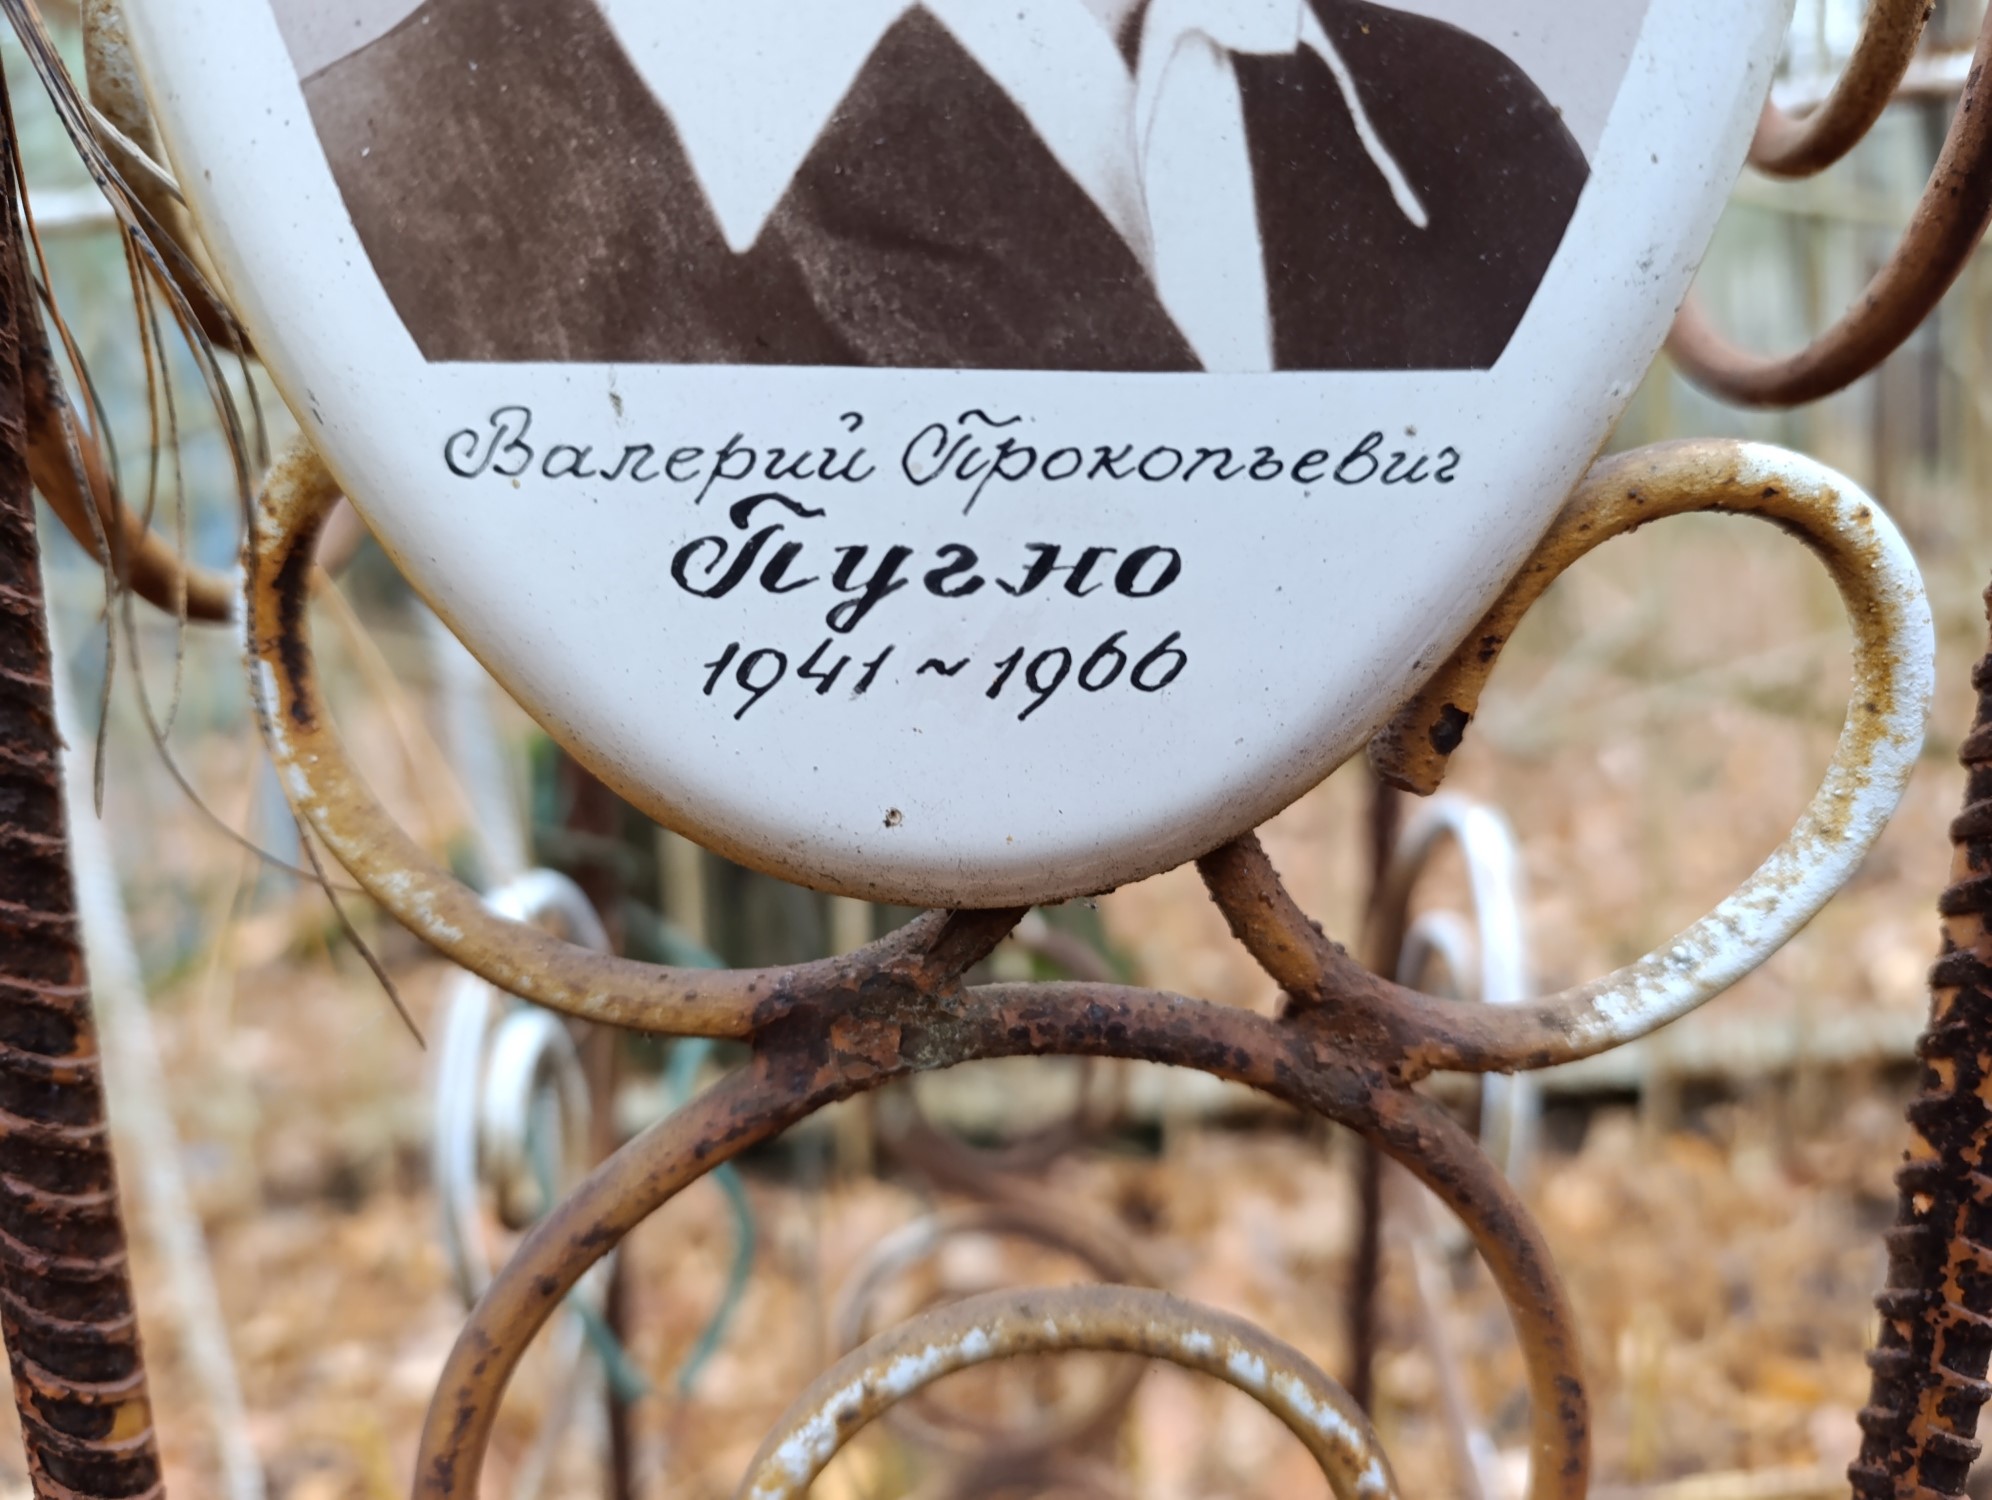 Валерий Прокопьевич
Пугно
1941 ~ 1966